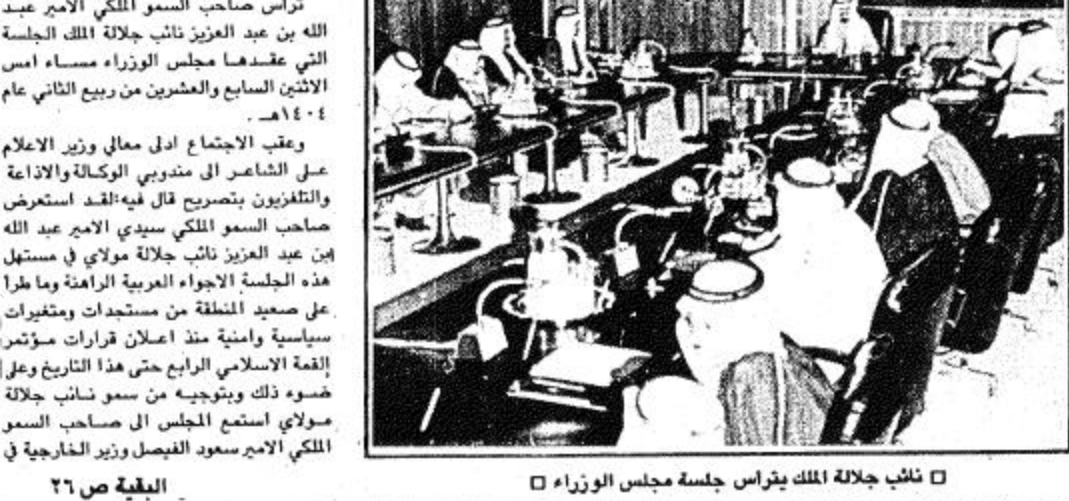 ترأس صاحب السمو الملكي الامير عبد
الله بن عبد العزيز نائب جلالة الملك الجلسة
التي عقدها مجلس الوزراء مساء امس
الاثنين السابع والعشرين من ربيع الثاني عام
١٤٠٤هـ .
وعقب الاجتماع ادلى معالي وزير الاعلام
على الشاعر الى مندوبي الوكالة والاذاعة
والتلفزيون بتصريح قال فيه:لقد استعرض
صاحب السمو الملكي سيدي الامير عبد الله
بن عبد العزيز نائب جلالة مولاي في مستهل
هذه الجلسة الاجواء العربية الراهنة وما طرأ
على صعيد المنطقة من مستجدات ومتغيرات
سياسية وامنية منذ اعلان قرارات مؤتمر
القمة الاسلامي الرابع حتى هذا التاريخ وعلى
ضوء ذلك وبتوجيه من سمو نائب جلالة
مولاي استمع المجلس الى صاحب السمو
الملكي الامير سعود الفيصل وزير الخارجية في
البقية ص ٢٦
□ نائب جلالة الملك يترأس جلسة مجلس الوزراء □